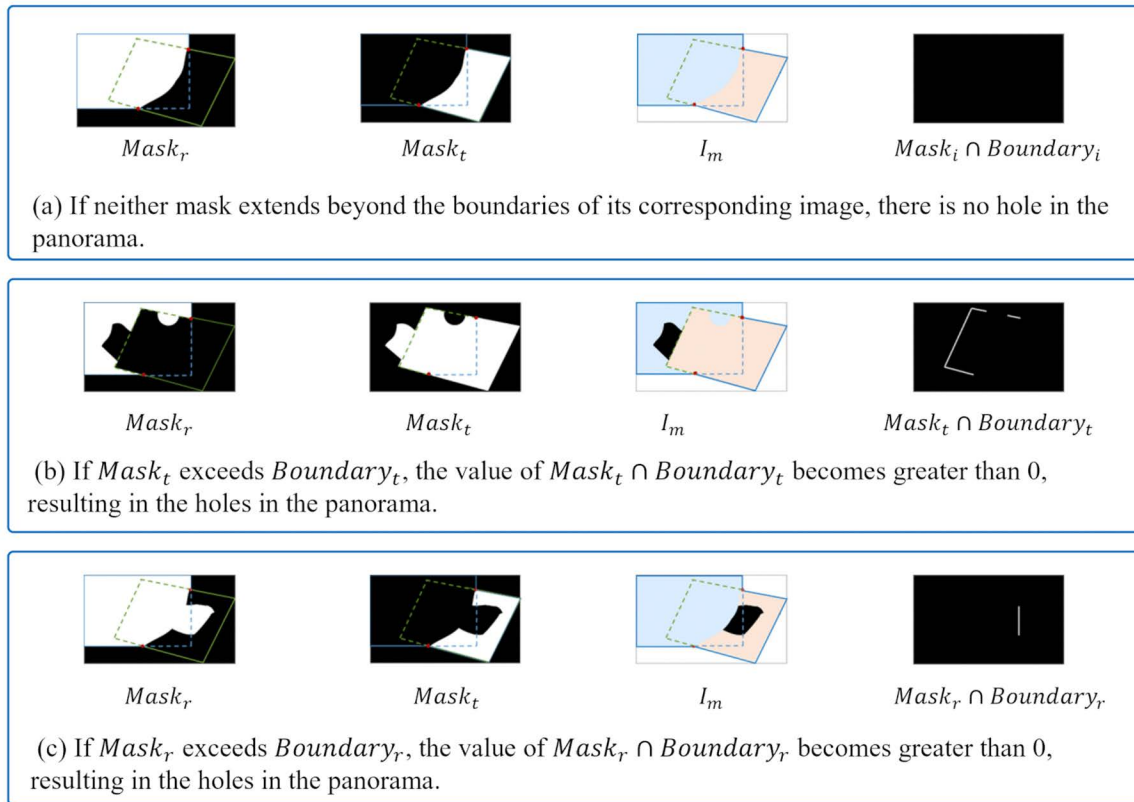 Mask_r Mask_t I_m Mask_i ∩ Boundary_i
(a) If neither mask extends beyond the boundaries of its corresponding image, there is no hole in the
panorama.
Mask_r Mask_t I_m Mask_t ∩ Boundary_t
(b) If Mask_t exceeds Boundary_t, the value of Mask_t ∩ Boundary_t becomes greater than 0,
resulting in the holes in the panorama.
Mask_r Mask_t I_m Mask_r ∩ Boundary_r
(c) If Mask_r exceeds Boundary_r, the value of Mask_r ∩ Boundary_r becomes greater than 0,
resulting in the holes in the panorama.